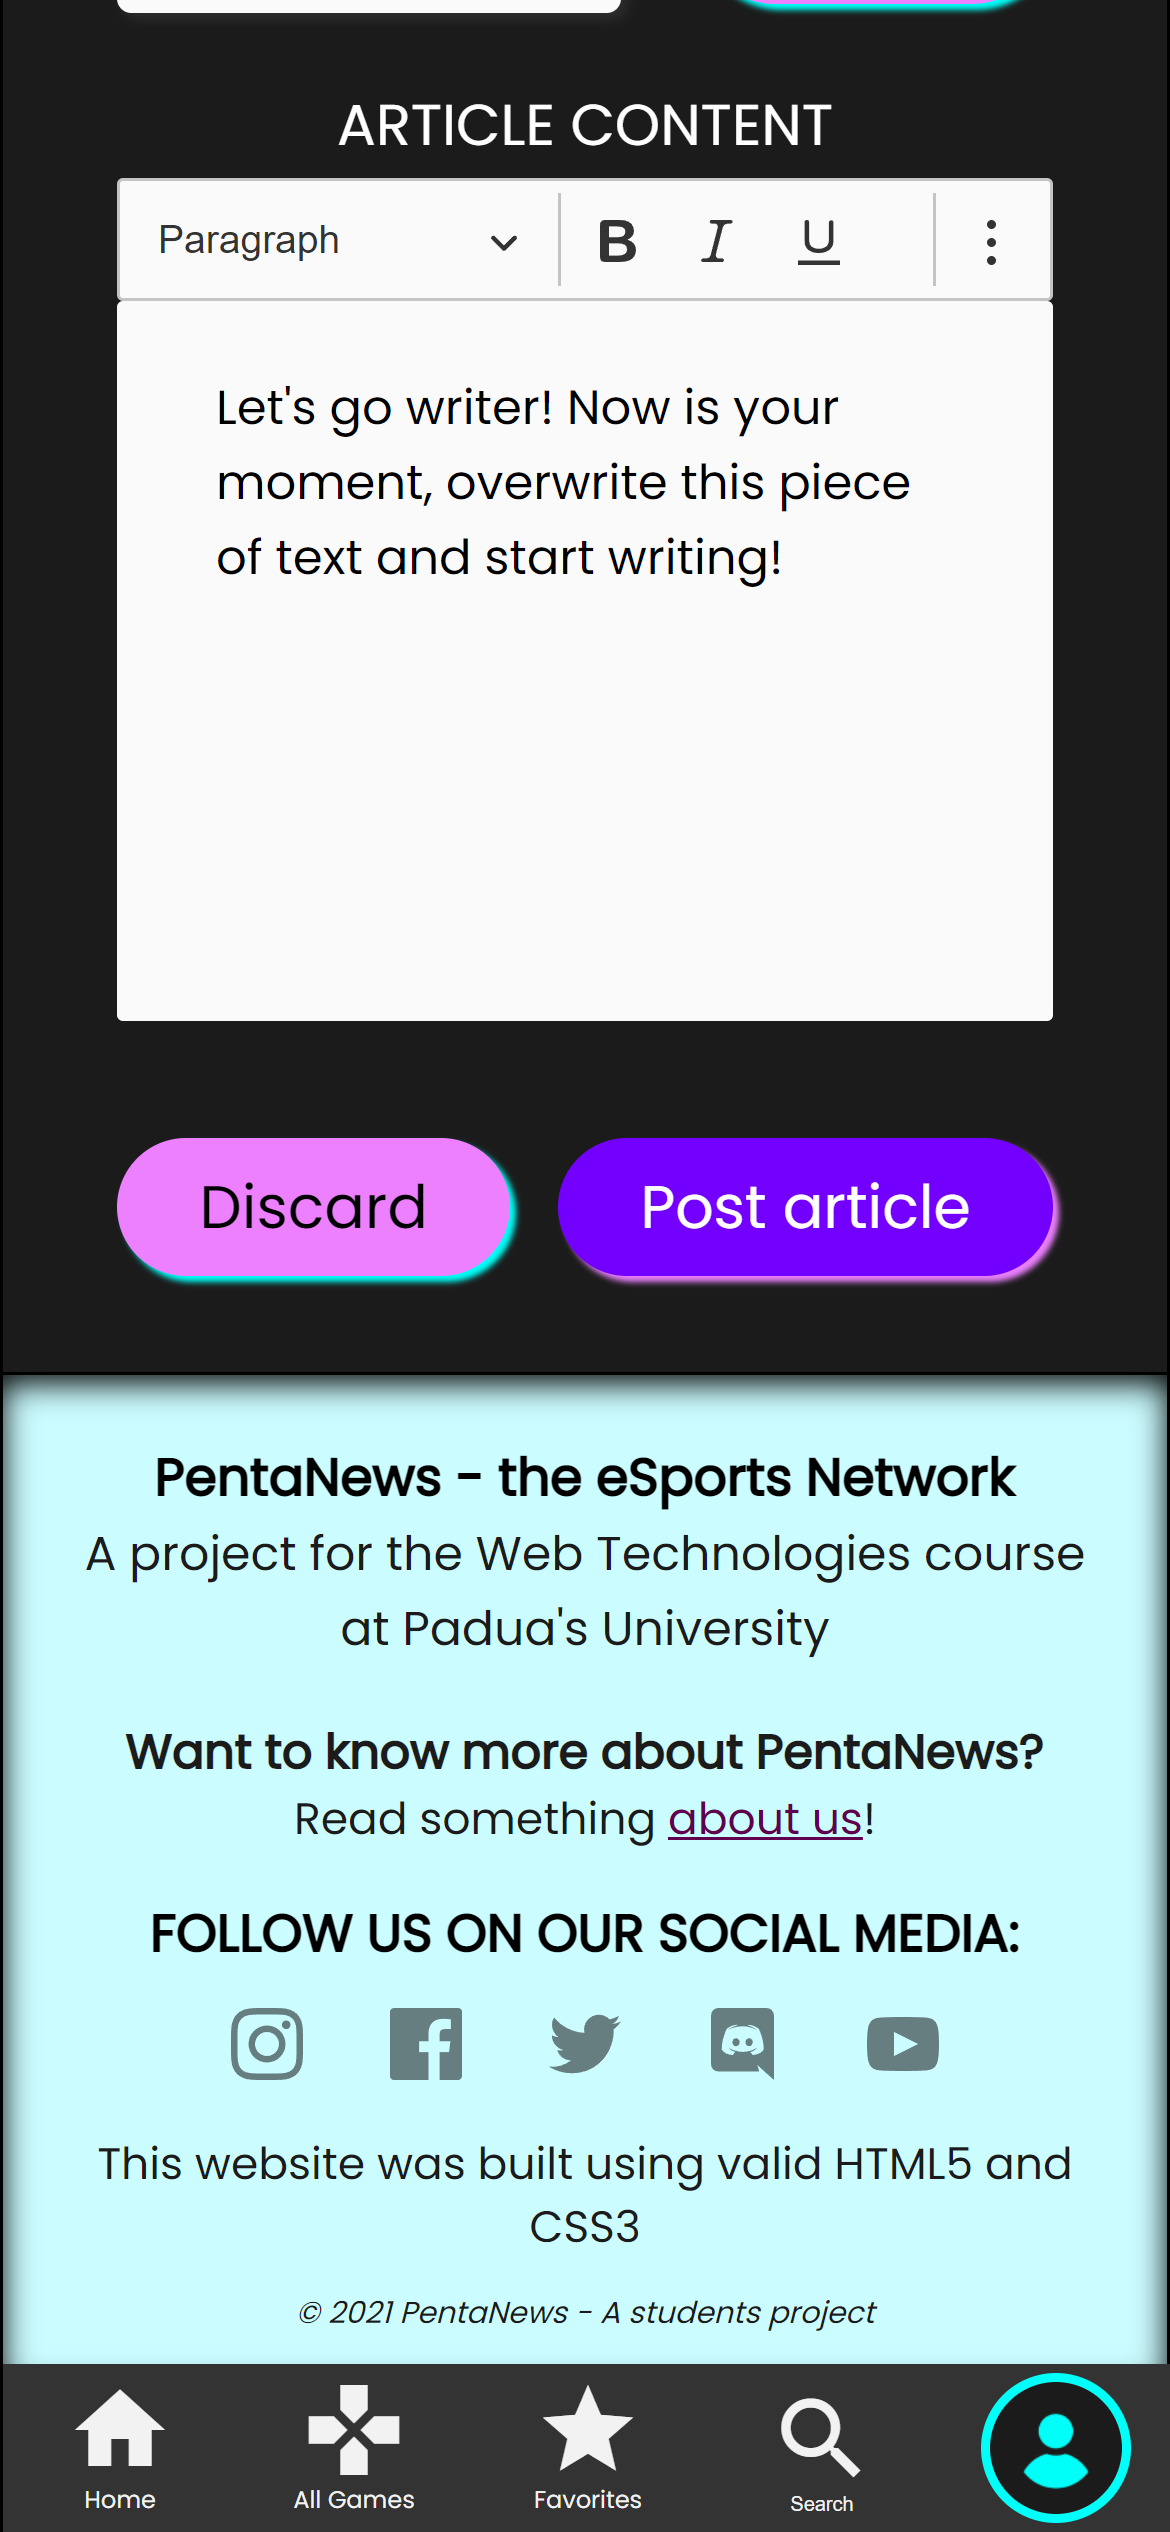 ARTICLE CONTENT
Paragraph B I U
Let's go writer! Now is your
moment, overwrite this piece
of text and start writing!
Discard Post article
PentaNews - the eSports Network
A project for the Web Technologies course
at Padua's University
Want to know more about PentaNews?
Read something about us!
FOLLOW US ON OUR SOCIAL MEDIA:
This website was built using valid HTML5 and
CSS3
© 2021 PentaNews - A students project
Home All Games Favorites Search